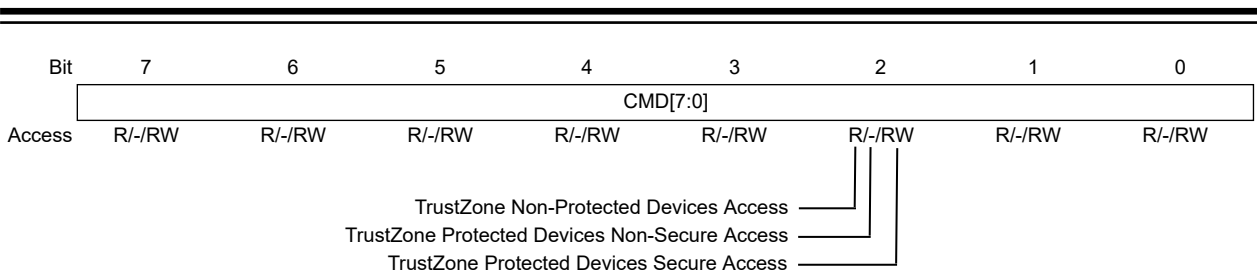 Bit 7 6 5 4 3 2 1 0
CMD[7:0]
Access R/-/RW R/-/RW R/-/RW R/-/RW R/-/RW R/-/RW R/-/RW R/-/RW
TrustZone Non-Protected Devices Access
TrustZone Protected Devices Non-Secure Access
TrustZone Protected Devices Secure Access